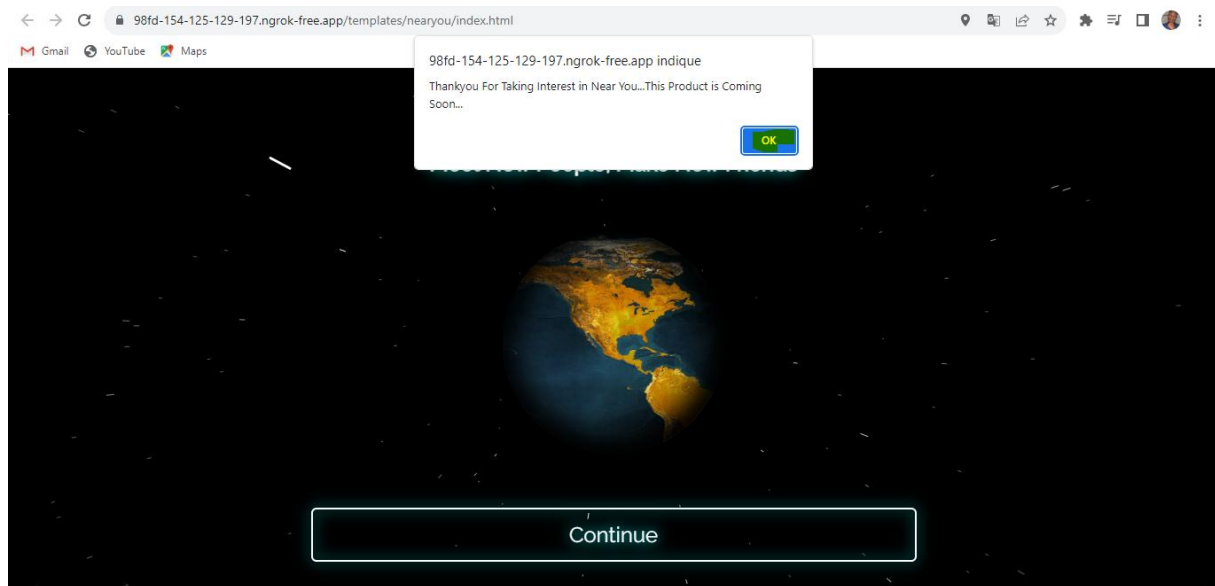 98fd-154-125-129-197.ngrok-free.app/templates/nearyou/index.html
Gmail YouTube Maps
98fd-154-125-129-197.ngrok-free.app indique
Thankyou For Taking Interest in Near You...This Product is Coming
Soon...
OK
Continue